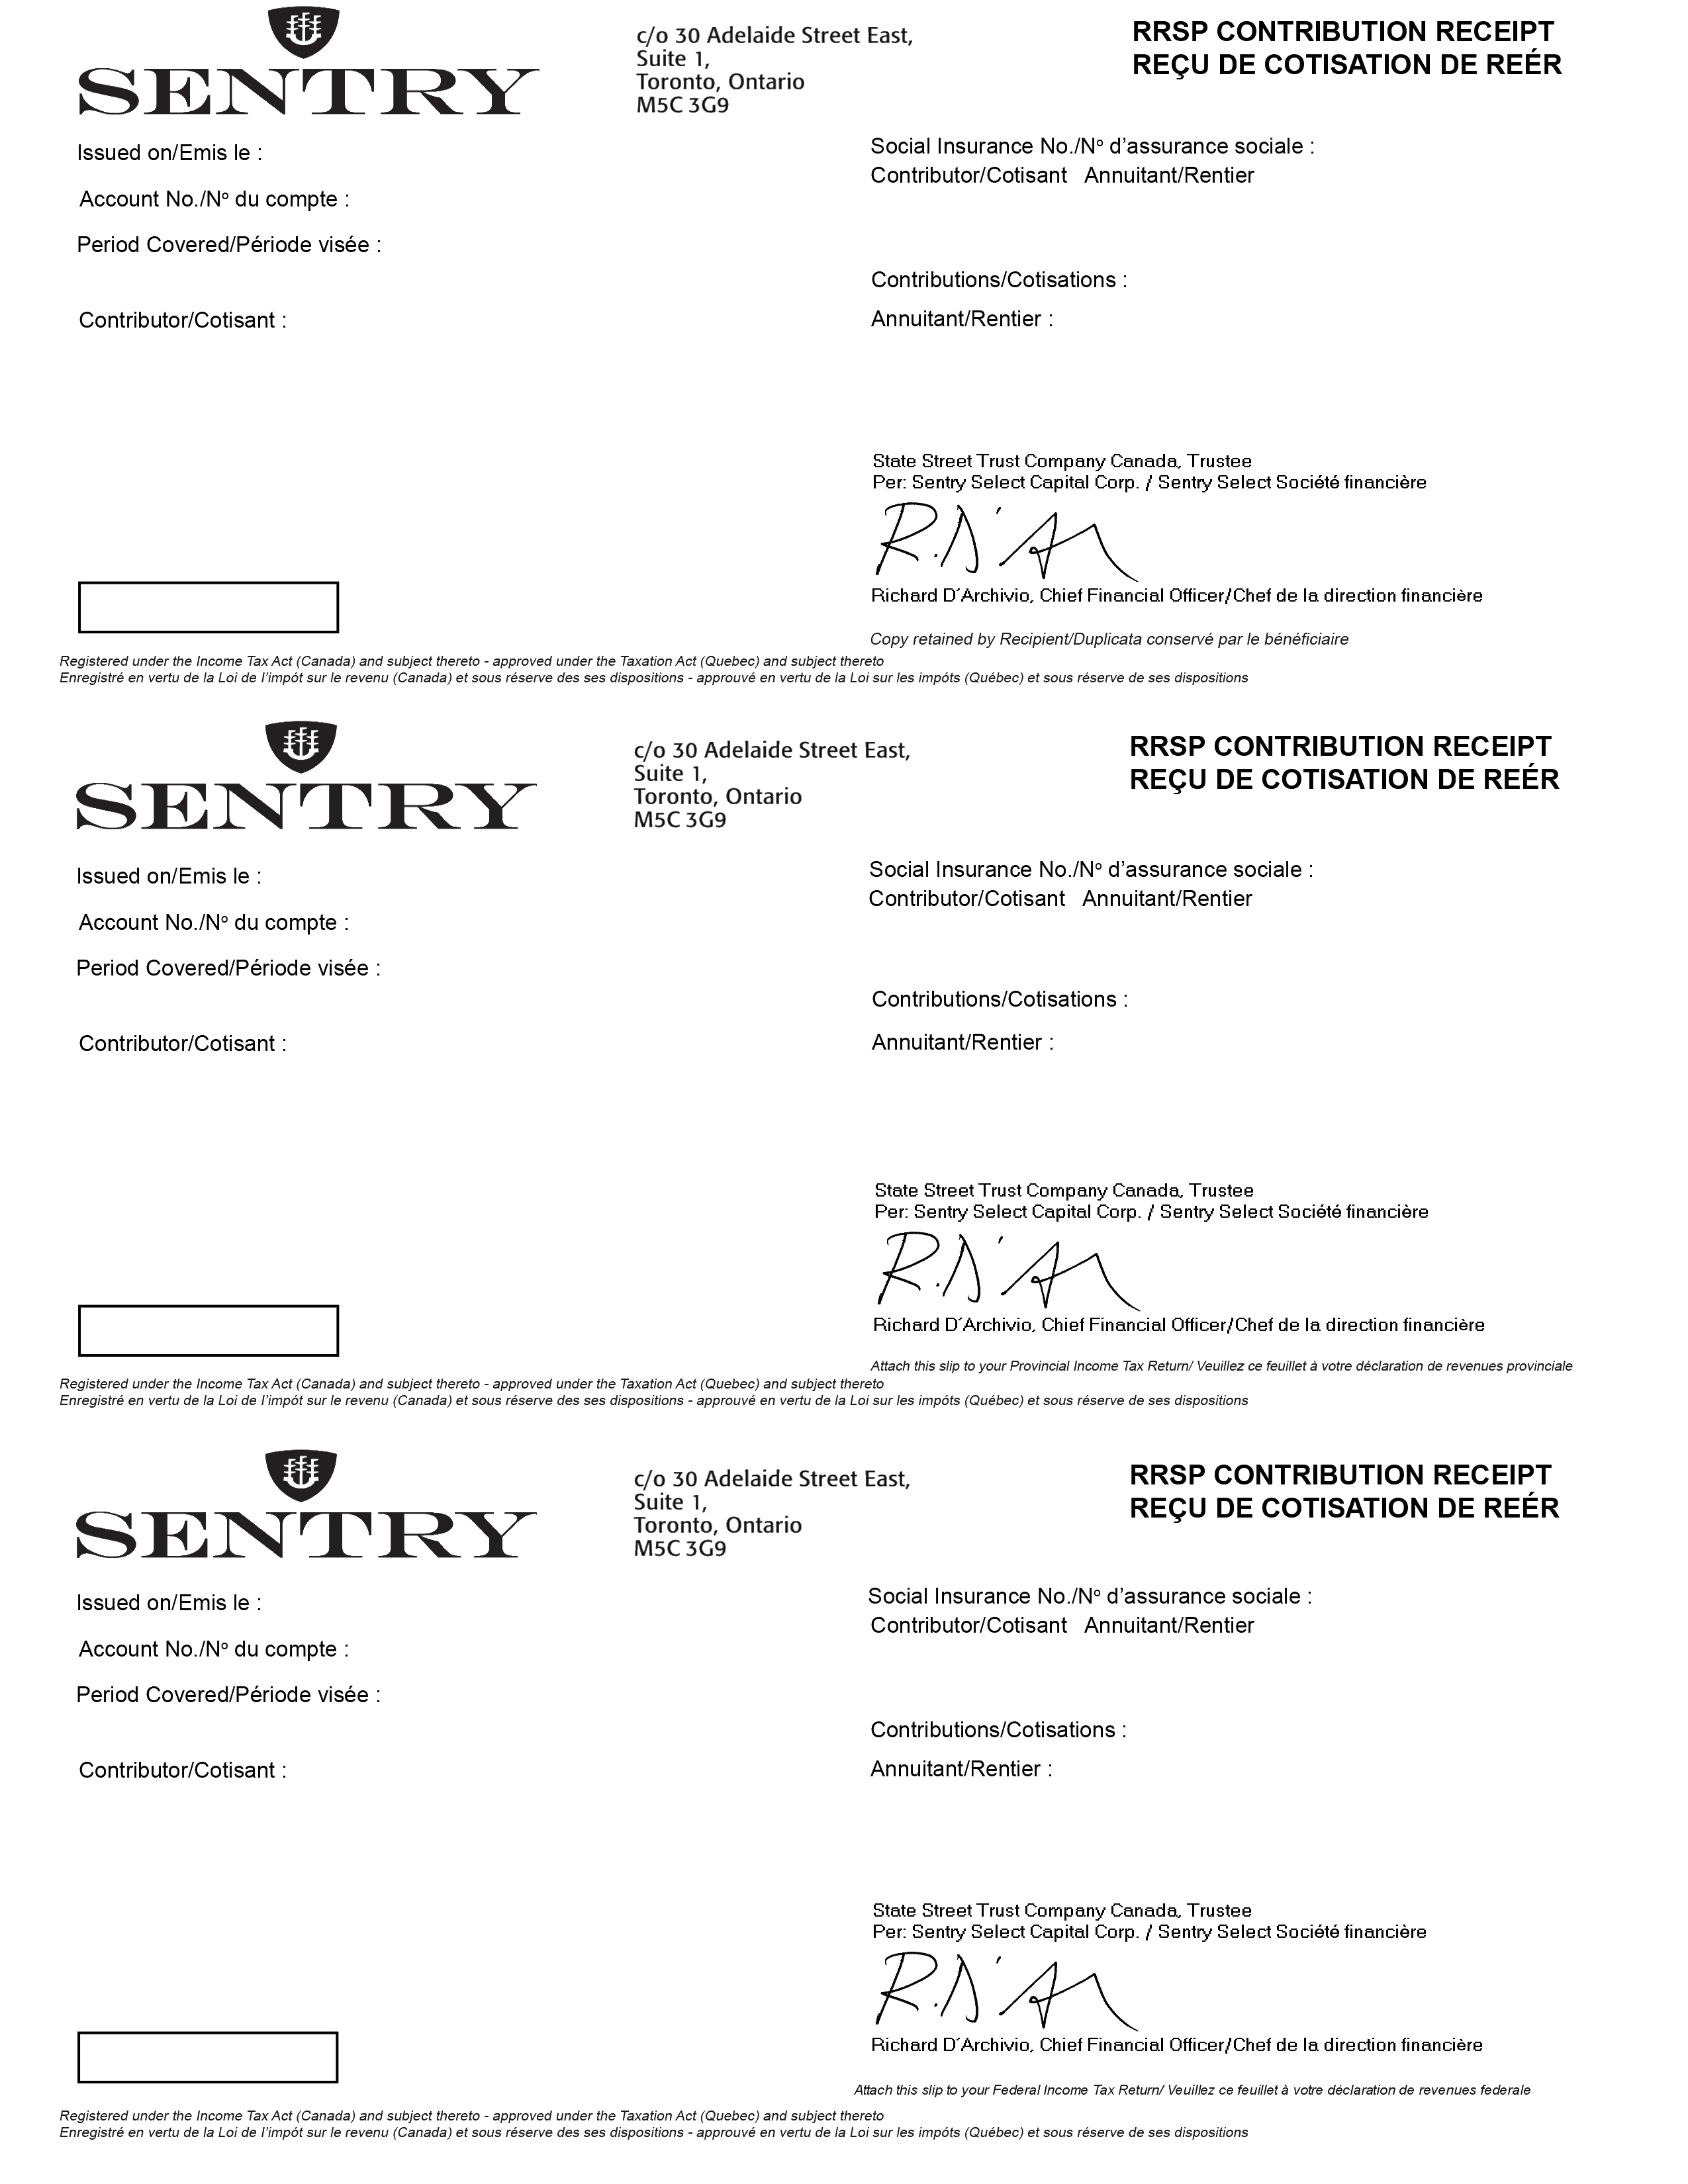 SENTRY
c/o 30 Adelaide Street East,
Suite 1,
Toronto, Ontario
M5C 3G9
RRSP CONTRIBUTION RECEIPT
REÇU DE COTISATION DE REÉR
Issued on/Emis le :
Account No./Nº du compte :
Period Covered/Période visée :
Contributor/Cotisant :
Social Insurance No./Nº d'assurance sociale :
Contributor/Cotisant Annuitant/Rentier
Contributions/Cotisations :
Annuitant/Rentier :
State Street Trust Company Canada, Trustee
Per: Sentry Select Capital Corp. / Sentry Select Société financière
R. D'A
Richard D´Archivio, Chief Financial Officer/Chef de la direction financière
Copy retained by Recipient/Duplicata conservé par le bénéficiaire
Registered under the Income Tax Act (Canada) and subject thereto - approved under the Taxation Act (Quebec) and subject thereto
Enregistré en vertu de la Loi de l'impót sur le revenu (Canada) et sous réserve des ses dispositions - approuvé en vertu de la Loi sur les impóts (Québec) et sous réserve de ses dispositions
SENTRY
c/o 30 Adelaide Street East,
Suite 1,
Toronto, Ontario
M5C 3G9
RRSP CONTRIBUTION RECEIPT
REÇU DE COTISATION DE REÉR
Issued on/Emis le :
Account No./Nº du compte :
Period Covered/Période visée :
Contributor/Cotisant :
Social Insurance No./Nº d'assurance sociale :
Contributor/Cotisant Annuitant/Rentier
Contributions/Cotisations :
Annuitant/Rentier :
State Street Trust Company Canada, Trustee
Per: Sentry Select Capital Corp. / Sentry Select Société financière
R. D'A
Richard D´Archivio, Chief Financial Officer/Chef de la direction financière
Attach this slip to your Provincial Income Tax Return/ Veuillez ce feuillet à votre déclaration de revenues provinciale
Registered under the Income Tax Act (Canada) and subject thereto - approved under the Taxation Act (Quebec) and subject thereto
Enregistré en vertu de la Loi de l'impót sur le revenu (Canada) et sous réserve des ses dispositions - approuvé en vertu de la Loi sur les impóts (Québec) et sous réserve de ses dispositions
SENTRY
c/o 30 Adelaide Street East,
Suite 1,
Toronto, Ontario
M5C 3G9
RRSP CONTRIBUTION RECEIPT
REÇU DE COTISATION DE REÉR
Issued on/Emis le :
Account No./Nº du compte :
Period Covered/Période visée :
Contributor/Cotisant :
Social Insurance No./Nº d'assurance sociale :
Contributor/Cotisant Annuitant/Rentier
Contributions/Cotisations :
Annuitant/Rentier :
State Street Trust Company Canada, Trustee
Per: Sentry Select Capital Corp. / Sentry Select Société financière
R. D'A
Richard D´Archivio, Chief Financial Officer/Chef de la direction financière
Attach this slip to your Federal Income Tax Return/ Veuillez ce feuillet à votre déclaration de revenues federale
Registered under the Income Tax Act (Canada) and subject thereto - approved under the Taxation Act (Quebec) and subject thereto
Enregistré en vertu de la Loi de l'impót sur le revenu (Canada) et sous réserve des ses dispositions - approuvé en vertu de la Loi sur les impóts (Québec) et sous réserve de ses dispositions